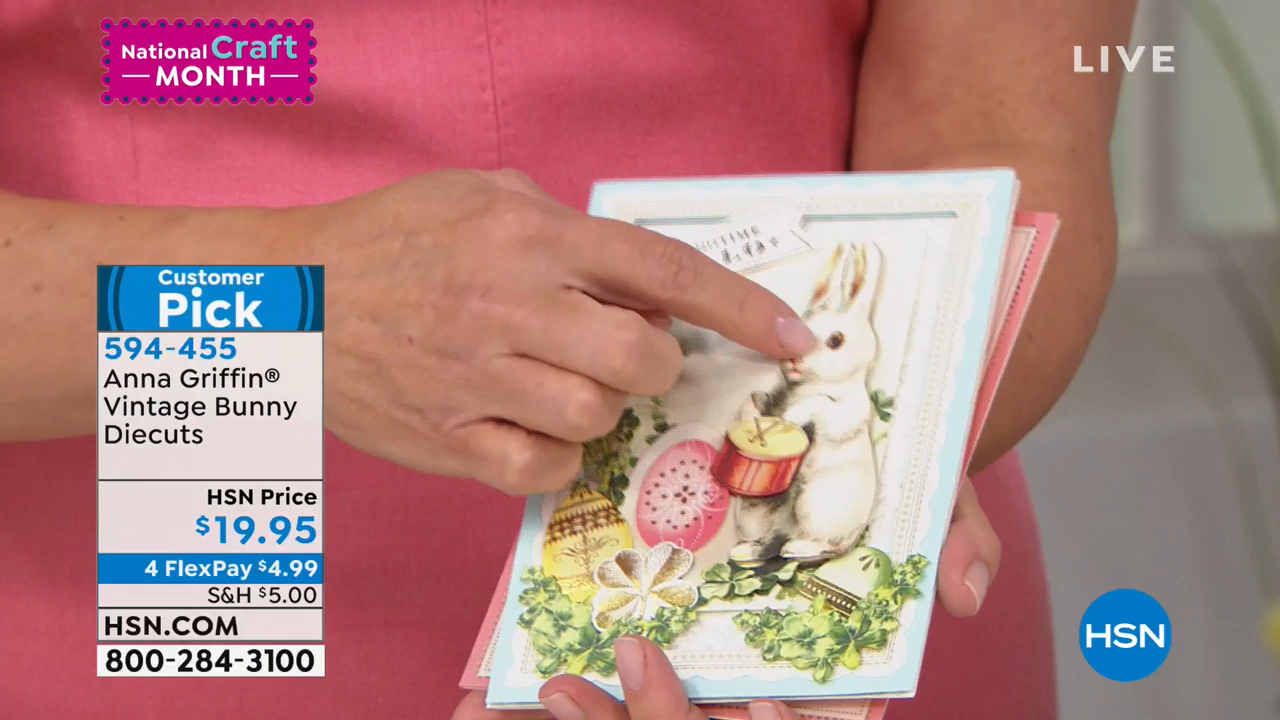 National Craft
MONTH
LIVE
Customer
Pick
594-455
Anna Griffin®
Vintage Bunny
Diecuts
HSN Price
$19.95
4 FlexPay $4.99
S&H $5.00
HSN.COM
800-284-3100
HSN